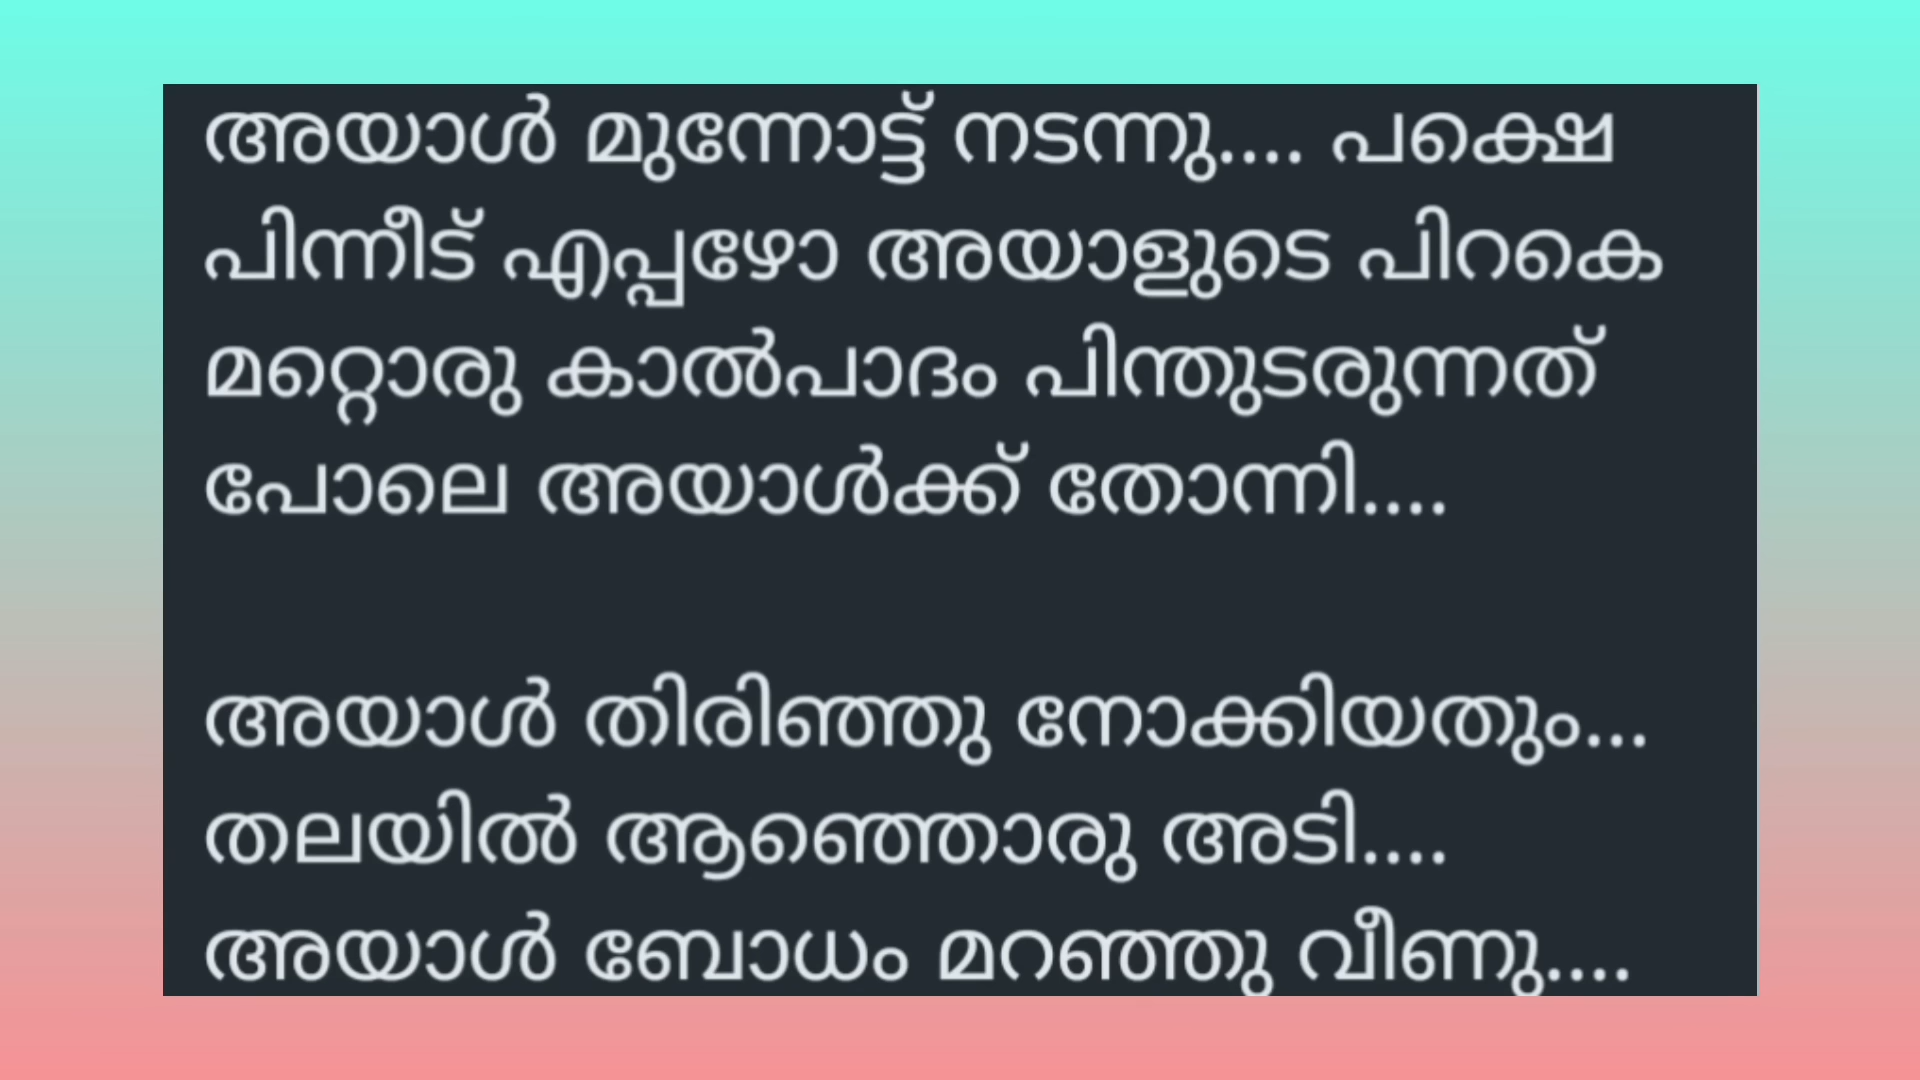 അയാൾ മുന്നോട്ട് നടന്നു.... പക്ഷെ
പിന്നീട് എപ്പഴോ അയാളുടെ പിറകെ
മറ്റൊരു കാൽപാദം പിന്തുടരുന്നത്
പോലെ അയാൾക്ക് തോന്നി....
അയാൾ തിരിഞ്ഞു നോക്കിയതും...
തലയിൽ ആഞ്ഞൊരു അടി....
അയാൾ ബോധം മറഞ്ഞു വീണു....